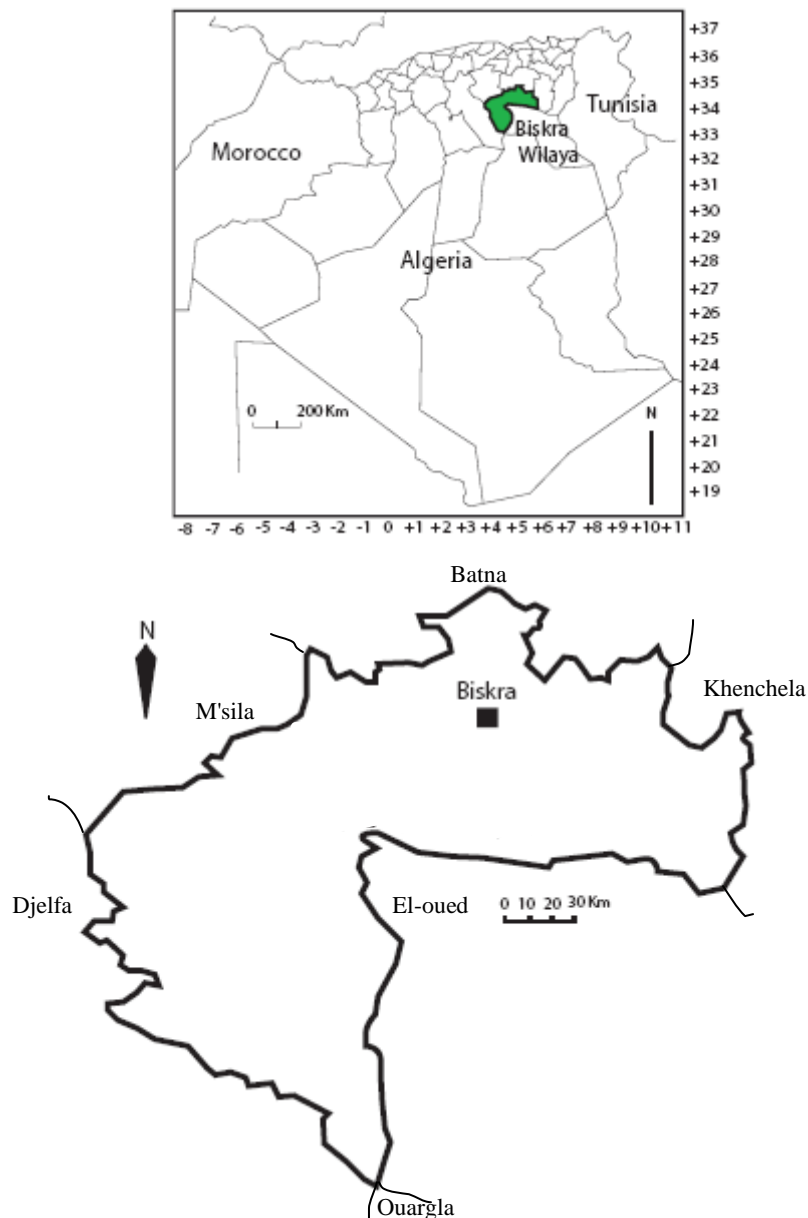 +37
+36
+35
Tunisia
+34
Biskra
+33
Morocco
Wilaya
+32
+31
+30
+29
Algeria
+28
+27
+26
+25
+24
+23
0 200 Km
N
+22
+21
+20
+19
-8 -7 -6 -5 -4 -3 -2 -1 0 +1 +2 +3 +4 +5 +6 +7 +8 +9 +10 +11
Batna
N
Biskra
Khenchela
M'sila
Djelfa
El-oued
0 10 20 30 Km
Ouargla